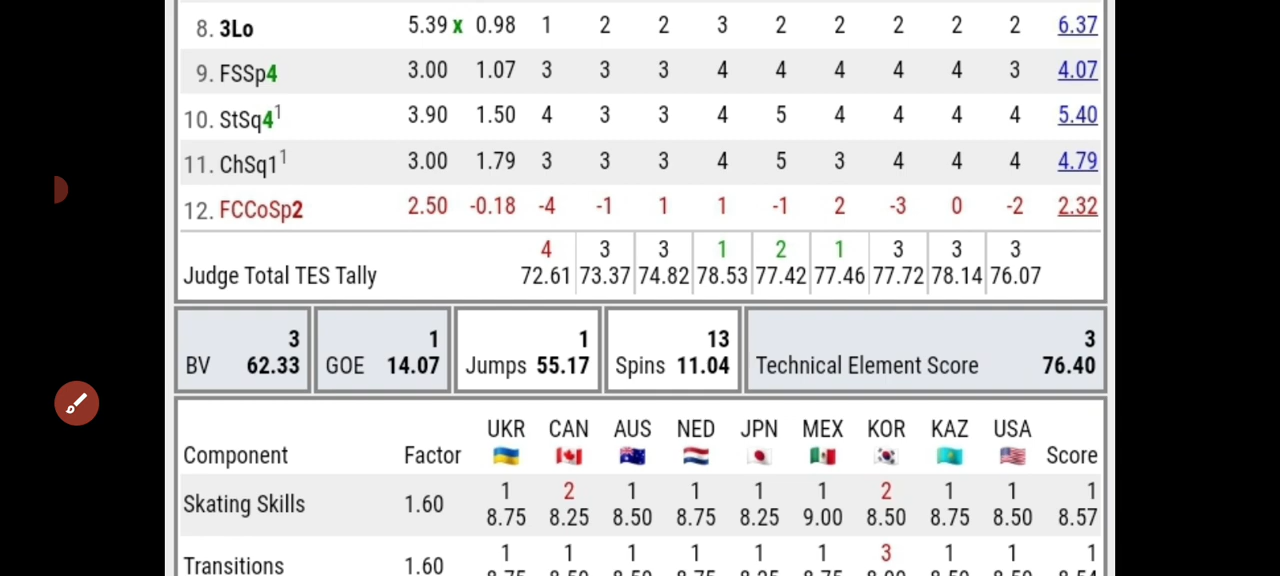 8. 3Lo 5.39 x 0.98 1 2 2 3 2 2 2 2 2 6.37
9. FSSp4 3.00 1.07 3 3 3 4 4 4 4 4 3 4.07
10. StSq4¹ 3.90 1.50 4 3 3 4 5 4 4 4 4 5.40
11. ChSq1¹ 3.00 1.79 3 3 3 4 5 3 4 4 4 4.79
12. FCCoSp2 2.50 -0.18 -4 -1 1 1 -1 2 -3 0 -2 2.32
4 3 3 1 2 1 3 3 3
Judge Total TES Tally 72.61 73.37 74.82 78.53 77.42 77.46 77.72 78.14 76.07
3 1 1 13 3
BV 62.33 GOE 14.07 Jumps 55.17 Spins 11.04 Technical Element Score 76.40
UKR CAN AUS NED JPN MEX KOR KAZ USA
Component Factor Score
1 2 1 1 1 1 2 1 1 1
Skating Skills 1.60 8.75 8.25 8.50 8.75 8.25 9.00 8.50 8.75 8.50 8.57
1 1 1 1 1 1 3 1 1 1
Transitions 1.60